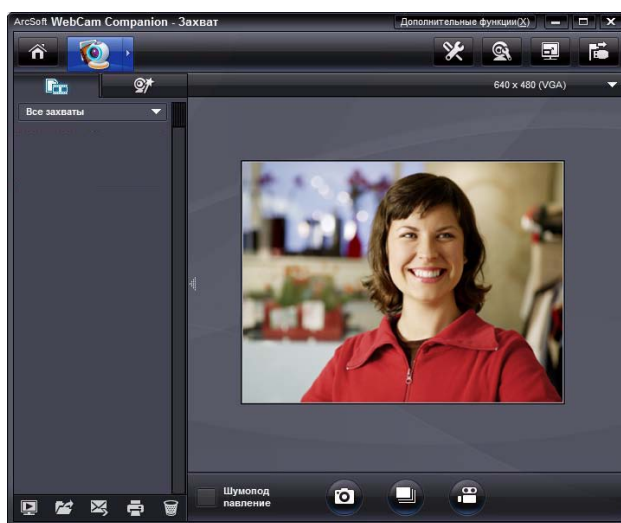 ArcSoft WebCam Companion - Захват
Дополнительные функции(X)
640 x 480 (VGA)
Все захваты
Шумопод
павление